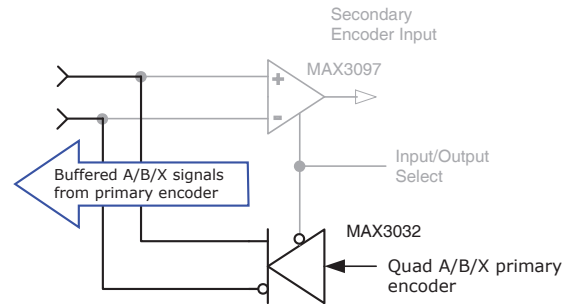 Secondary
Encoder Input
MAX3097
+
-
Buffered A/B/X signals
from primary encoder
Input/Output
Select
MAX3032
Quad A/B/X primary
encoder